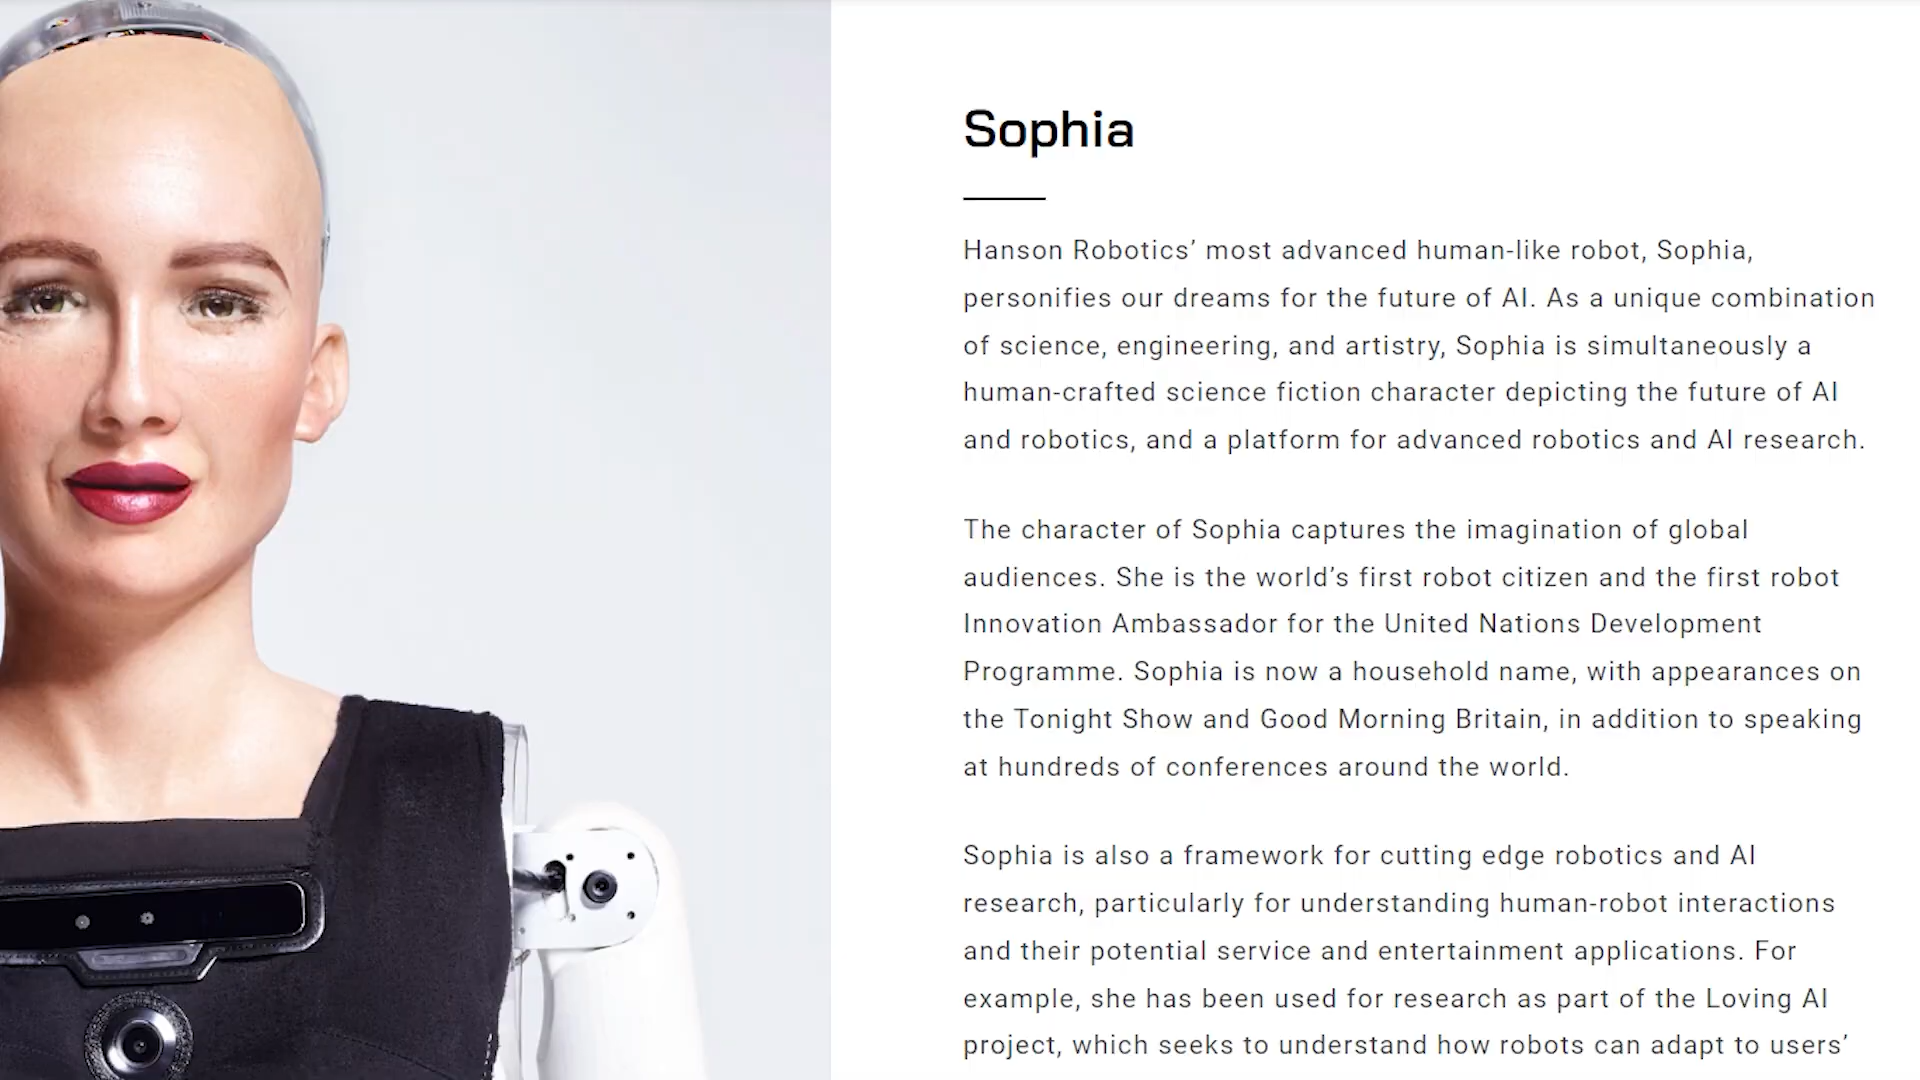 Sophia
Hanson Robotics’ most advanced human-like robot, Sophia,
personifies our dreams for the future of AI. As a unique combination
of science, engineering, and artistry, Sophia is simultaneously a
human-crafted science fiction character depicting the future of AI
and robotics, and a platform for advanced robotics and AI research.
The character of Sophia captures the imagination of global
audiences. She is the world’s first robot citizen and the first robot
Innovation Ambassador for the United Nations Development
Programme. Sophia is now a household name, with appearances on
the Tonight Show and Good Morning Britain, in addition to speaking
at hundreds of conferences around the world.
Sophia is also a framework for cutting edge robotics and AI
research, particularly for understanding human-robot interactions
and their potential service and entertainment applications. For
example, she has been used for research as part of the Loving AI
project, which seeks to understand how robots can adapt to users’